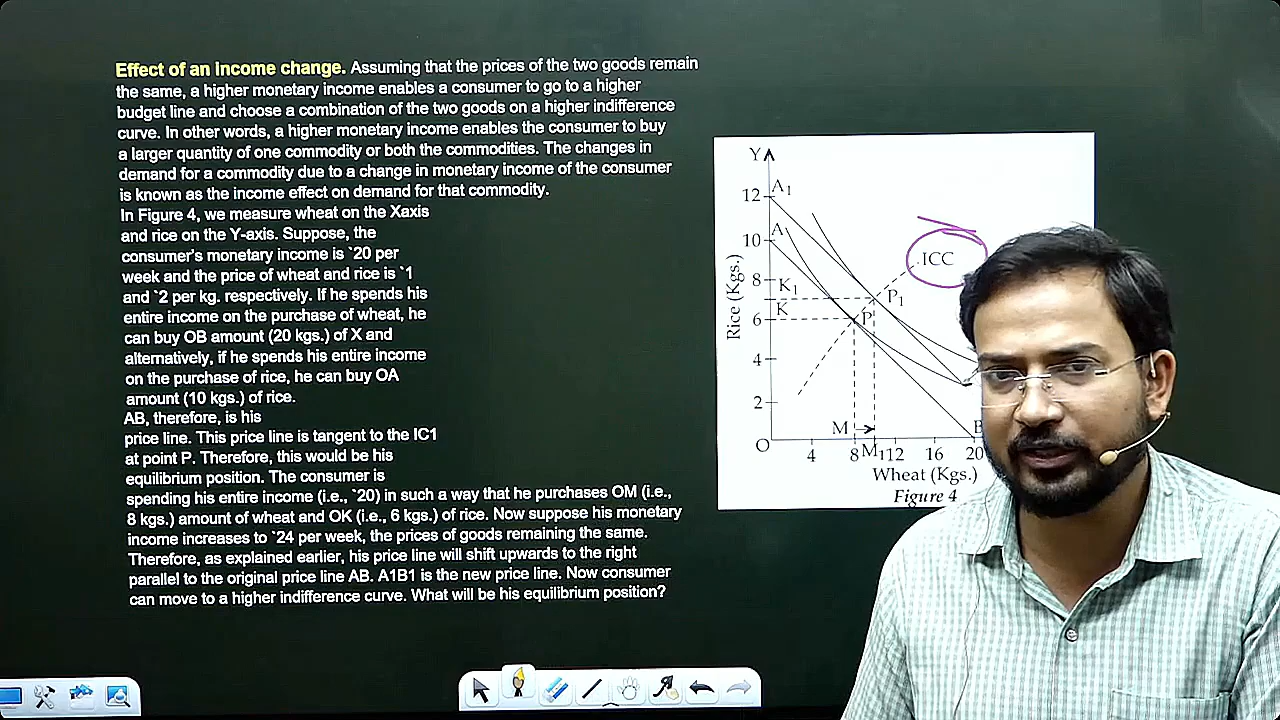 Effect of an Income change. Assuming that the prices of the two goods remain
the same, a higher monetary income enables a consumer to go to a higher
budget line and choose a combination of the two goods on a higher indifference
curve. In other words, a higher monetary income enables the consumer to buy
a larger quantity of one commodity or both the commodities. The changes in
demand for a commodity due to a change in monetary income of the consumer
is known as the income effect on demand for that commodity.
In Figure 4, we measure wheat on the Xaxis
and rice on the Y-axis. Suppose, the
consumer's monetary income is `20 per
week and the price of wheat and rice is `1
and `2 per kg. respectively. If he spends his
entire income on the purchase of wheat, he
can buy OB amount (20 kgs.) of X and
alternatively, if he spends his entire income
on the purchase of rice, he can buy OA
amount (10 kgs.) of rice.
AB, therefore, is his
price line. This price line is tangent to the IC1
at point P. Therefore, this would be his
equilibrium position. The consumer is
spending his entire income (i.e., `20) in such a way that he purchases OM (i.e.,
8 kgs.) amount of wheat and OK (i.e., 6 kgs.) of rice. Now suppose his monetary
income increases to `24 per week, the prices of goods remaining the same.
Therefore, as explained earlier, his price line will shift upwards to the right
parallel to the original price line AB. A1B1 is the new price line. Now consumer
can move to a higher indifference curve. What will be his equilibrium position?
Y
12 A1
10 A
ICC
8 K1 P1
6 K P
4
2
M B
O 4 8 M1 12 16 20
Rice (Kgs.)
Wheat (Kgs.)
Figure 4